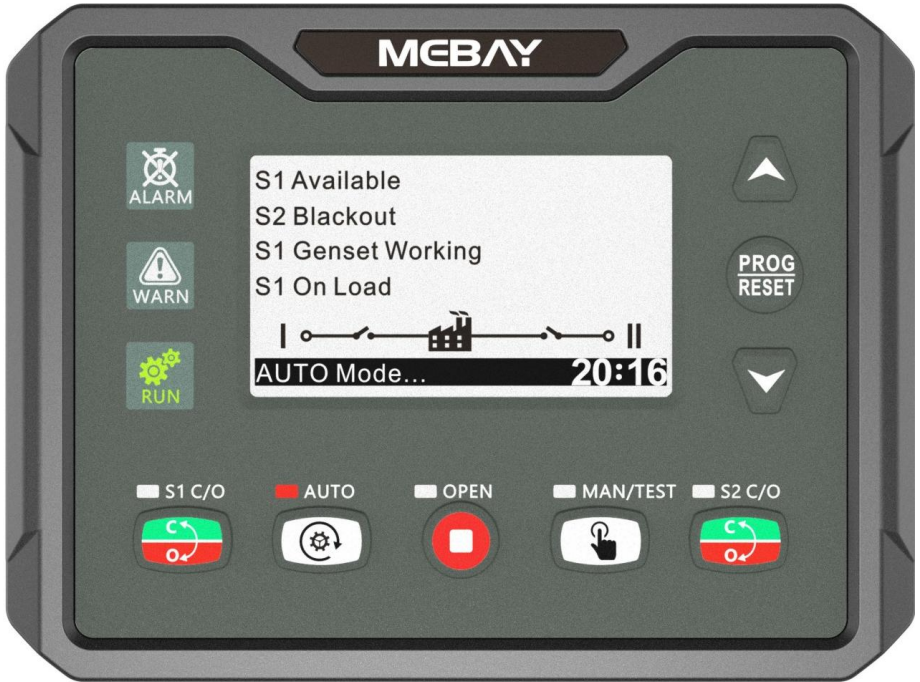 MEBAY
ALARM
WARN
RUN
S1 Available
S2 Blackout
S1 Genset Working
S1 On Load
I II
AUTO Mode... 20:16
PROG
RESET
S1 C/O
AUTO
OPEN
MAN/TEST
S2 C/O
C
O
C
O